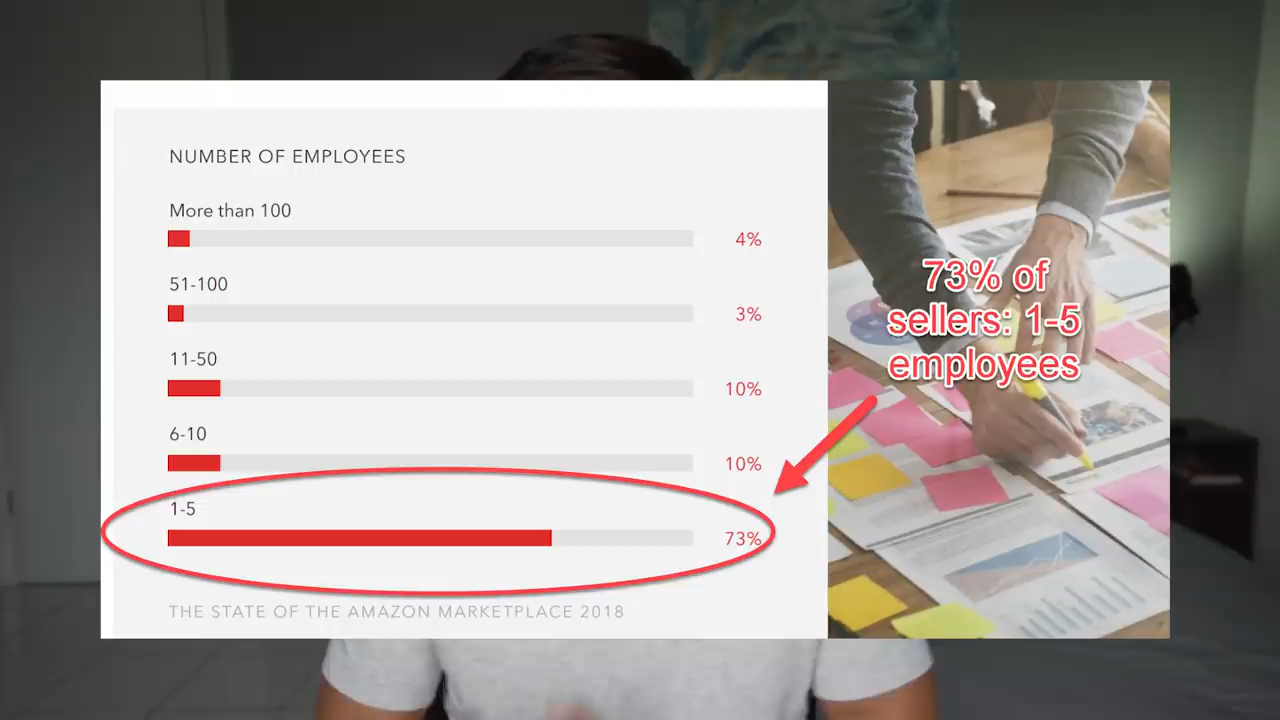 NUMBER OF EMPLOYEES
More than 100
4%
51-100
3%
11-50
10%
6-10
10%
1-5
73%
THE STATE OF THE AMAZON MARKETPLACE 2018
73% of
sellers: 1-5
employees